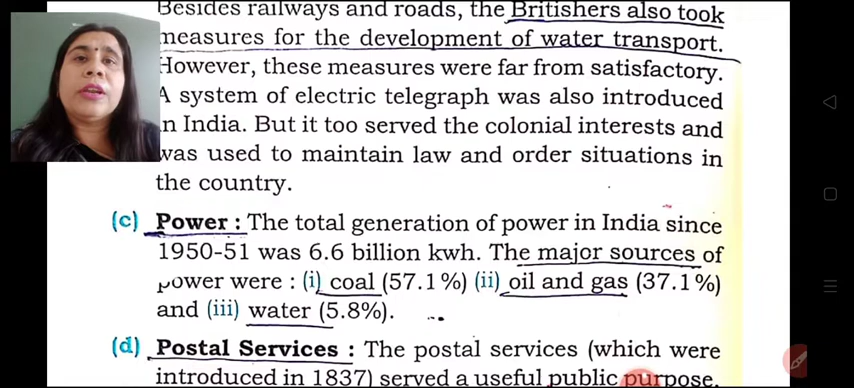 Besides railways and roads, the Britishers also took
measures for the development of water transport.
However, these measures were far from satisfactory.
A system of electric telegraph was also introduced
in India. But it too served the colonial interests and
was used to maintain law and order situations in
the country.
(c) Power : The total generation of power in India since
1950-51 was 6.6 billion kwh. The major sources of
power were : (i) coal (57.1%) (ii) oil and gas (37.1%)
and (iii) water (5.8%).
(d) Postal Services : The postal services (which were
introduced in 1837) served a useful public purpose.